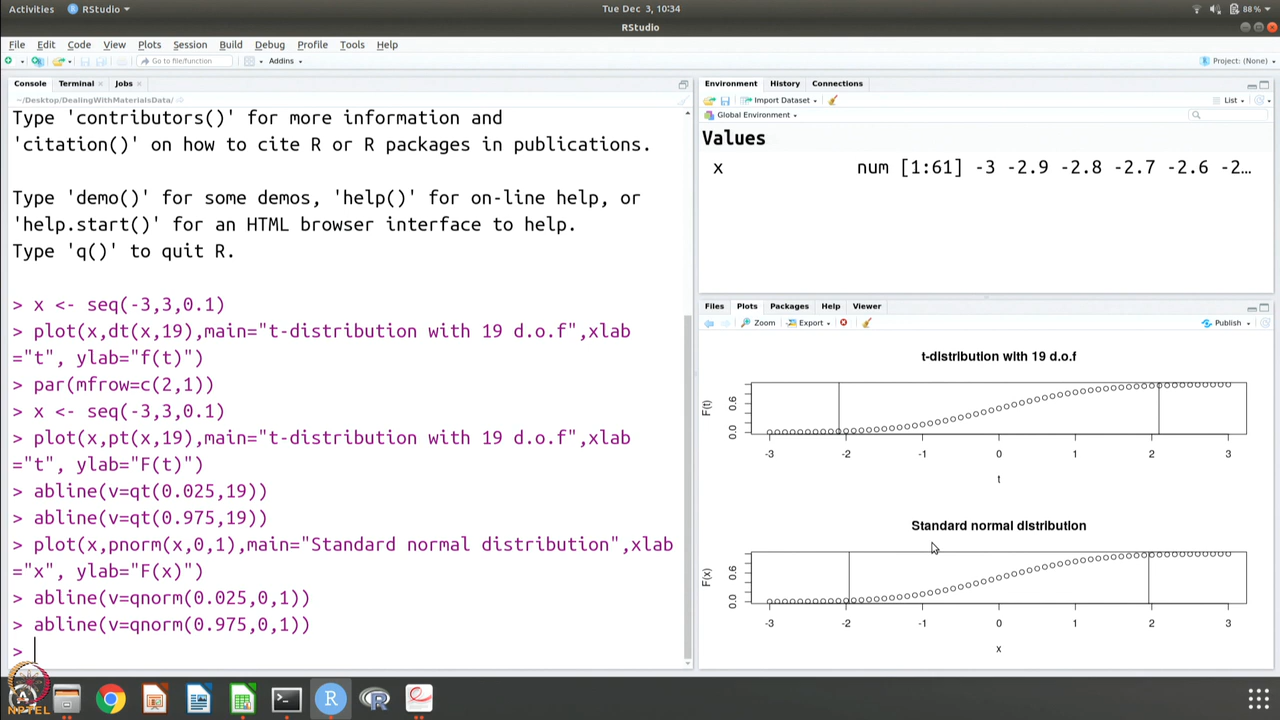 Activities RStudio Tue Dec 3, 10:34 88%
RStudio
File Edit Code View Plots Session Build Debug Profile Tools Help
Go to file/function Addins Project: (None)
Console Terminal Jobs
~/Desktop/DealingWithMaterialsData/
Type 'contributors()' for more information and
'citation()' on how to cite R or R packages in publications.
Type 'demo()' for some demos, 'help()' for on-line help, or
'help.start()' for an HTML browser interface to help.
Type 'q()' to quit R.
> x <- seq(-3,3,0.1)
> plot(x,dt(x,19),main="t-distribution with 19 d.o.f",xlab
="t", ylab="f(t)")
> par(mfrow=c(2,1))
> x <- seq(-3,3,0.1)
> plot(x,pt(x,19),main="t-distribution with 19 d.o.f",xlab
="t", ylab="F(t)")
> abline(v=qt(0.025,19))
> abline(v=qt(0.975,19))
> plot(x,pnorm(x,0,1),main="Standard normal distribution",xlab
="x", ylab="F(x)")
> abline(v=qnorm(0.025,0,1))
> abline(v=qnorm(0.975,0,1))
>
Environment History Connections
Import Dataset List
Global Environment
Values
x num [1:61] -3 -2.9 -2.8 -2.7 -2.6 -2…
Files Plots Packages Help Viewer
Zoom Export Publish
t-distribution with 19 d.o.f
F(t)
0.0 0.6
-3 -2 -1 0 1 2 3
t
Standard normal distribution
F(x)
0.0 0.6
-3 -2 -1 0 1 2 3
x
NPTEL